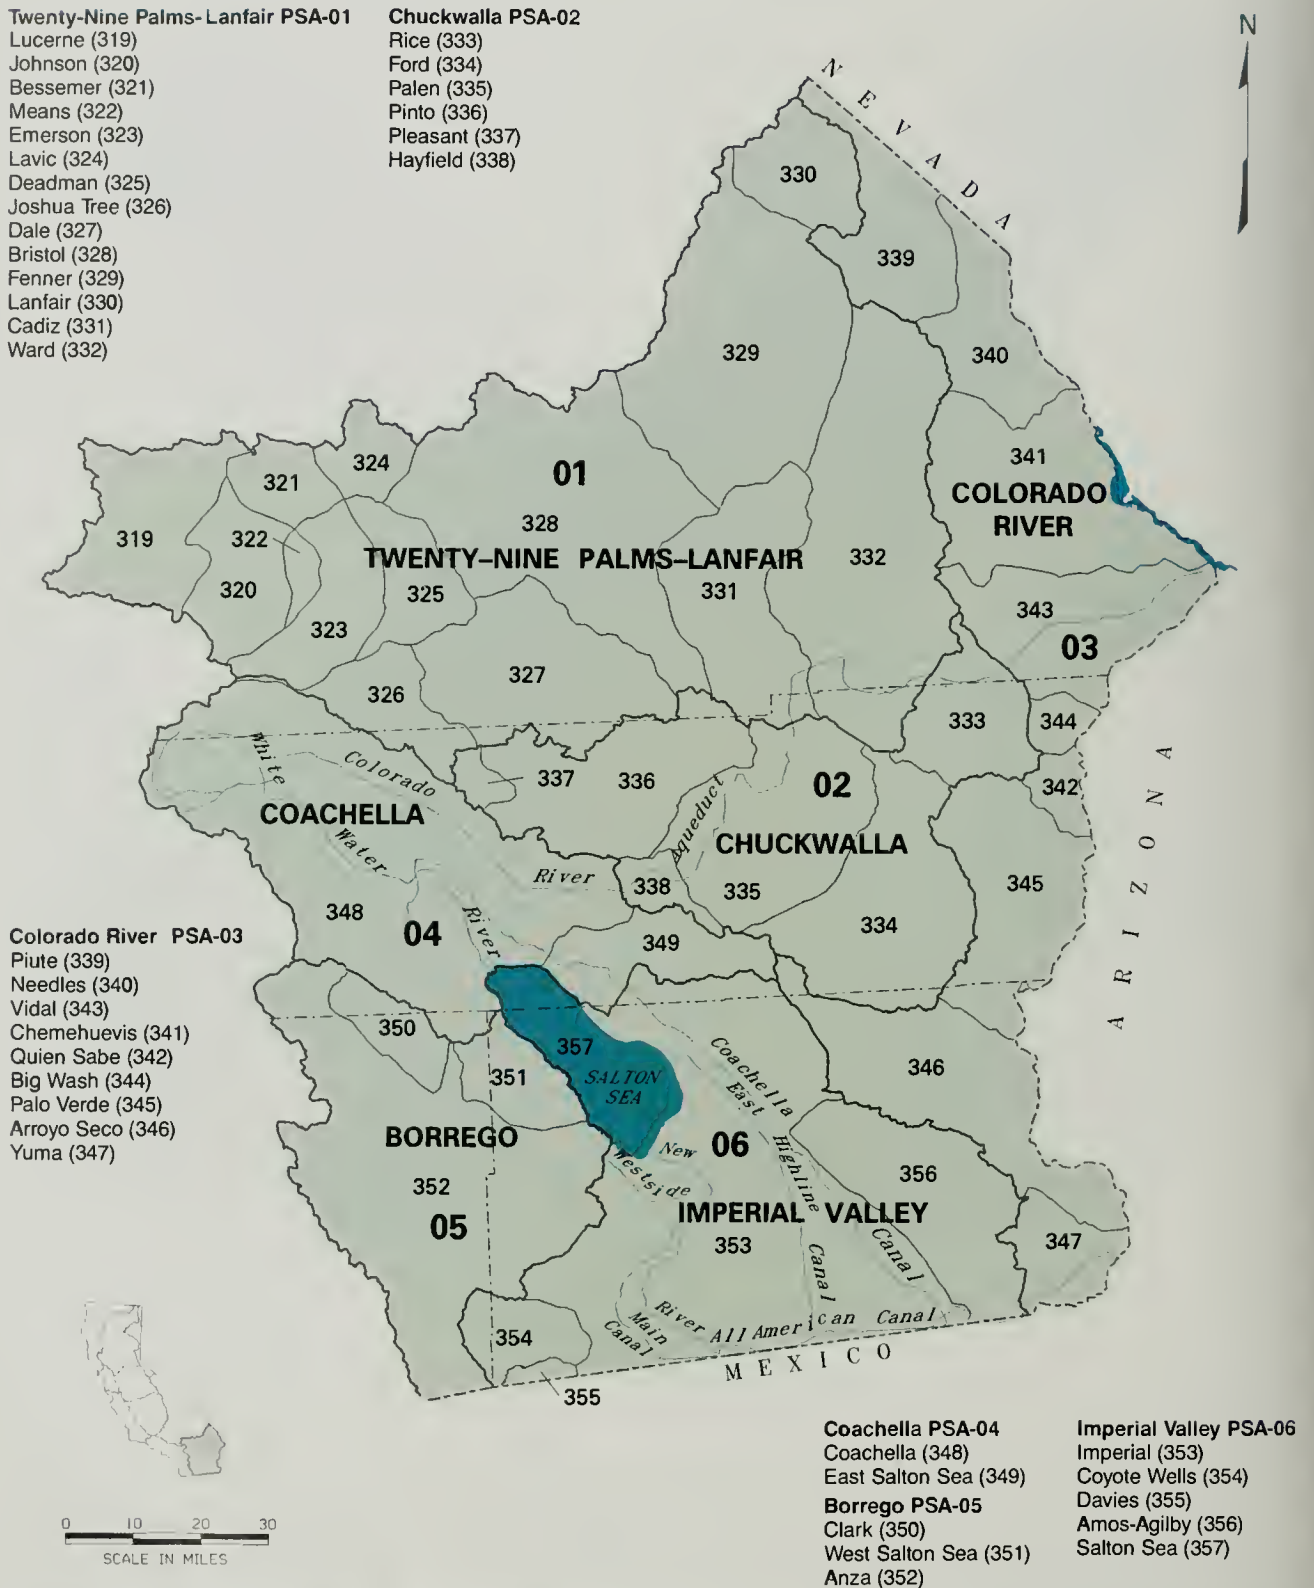 Twenty-Nine Palms-Lanfair PSA-01
Lucerne (319)
Johnson (320)
Bessemer (321)
Means (322)
Emerson (323)
Lavic (324)
Deadman (325)
Joshua Tree (326)
Dale (327)
Bristol (328)
Fenner (329)
Lanfair (330)
Cadiz (331)
Ward (332)
Chuckwalla PSA-02
Rice (333)
Ford (334)
Palen (335)
Pinto (336)
Pleasant (337)
Hayfield (338)
N
NEVADA
330
339
329
340
324
321
01
341
COLORADO
RIVER
319
322
328
TWENTY-NINE PALMS-LANFAIR
332
320
325
331
323
343
03
326
327
333
344
White
Colorado
337
336
Aqueduct
02
342
ARIZONA
COACHELLA
Water
CHUCKWALLA
River
338
335
345
348
04
River
349
334
Colorado River PSA-03
Piute (339)
Needles (340)
Vidal (343)
Chemehuevis (341)
Quien Sabe (342)
Big Wash (344)
Palo Verde (345)
Arroyo Seco (346)
Yuma (347)
350
357
351
SALTON
SEA
Coachella
East
346
BORREGO
New
06
Highline
Westside
356
352
05
IMPERIAL VALLEY
353
347
Canal
Canal
River
Main
Canal
All American Canal
354
MEXICO
355
0 10 20 30
SCALE IN MILES
Coachella PSA-04
Coachella (348)
East Salton Sea (349)
Borrego PSA-05
Clark (350)
West Salton Sea (351)
Anza (352)
Imperial Valley PSA-06
Imperial (353)
Coyote Wells (354)
Davies (355)
Amos-Agilby (356)
Salton Sea (357)